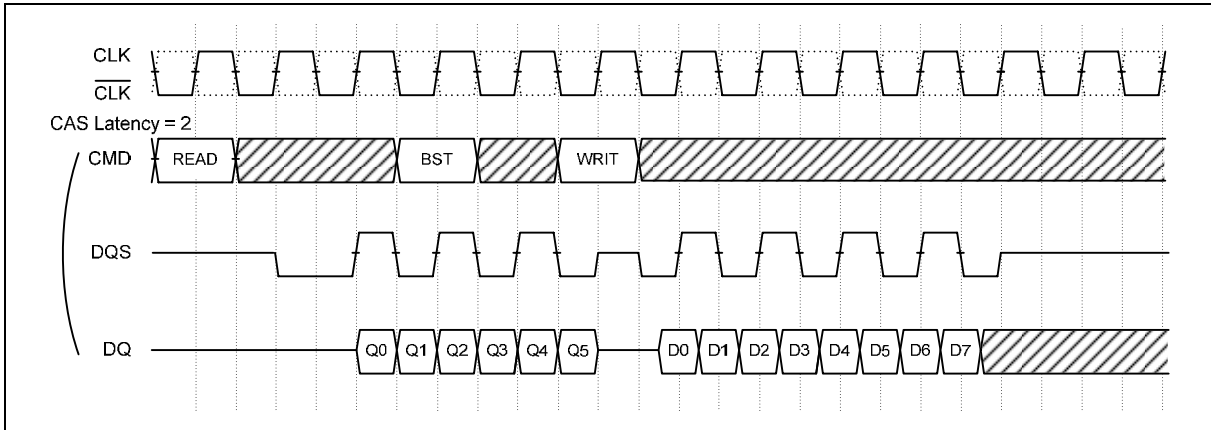 CLK
CLK
CAS Latency = 2
CMD READ BST WRIT
DQS
DQ Q0 Q1 Q2 Q3 Q4 Q5 D0 D1 D2 D3 D4 D5 D6 D7